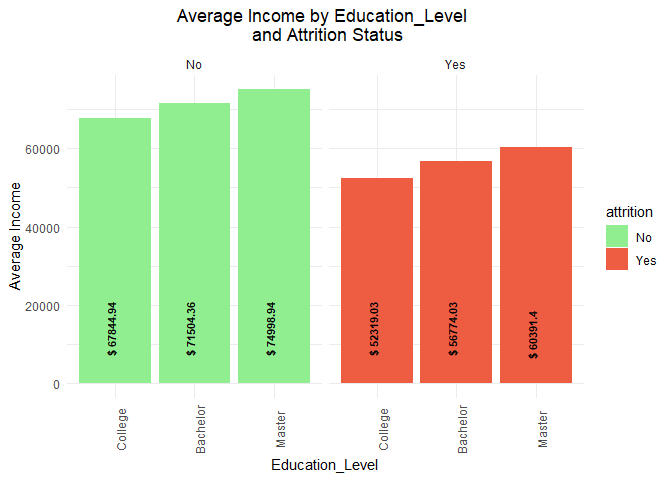 Average Income by Education_Level
and Attrition Status
No
Yes
Average Income
60000
40000
20000
0
$ 67844.94
$ 71504.36
$ 74998.94
$ 52319.03
$ 56774.03
$ 60391.4
College
Bachelor
Master
College
Bachelor
Master
Education_Level
attrition
No
Yes